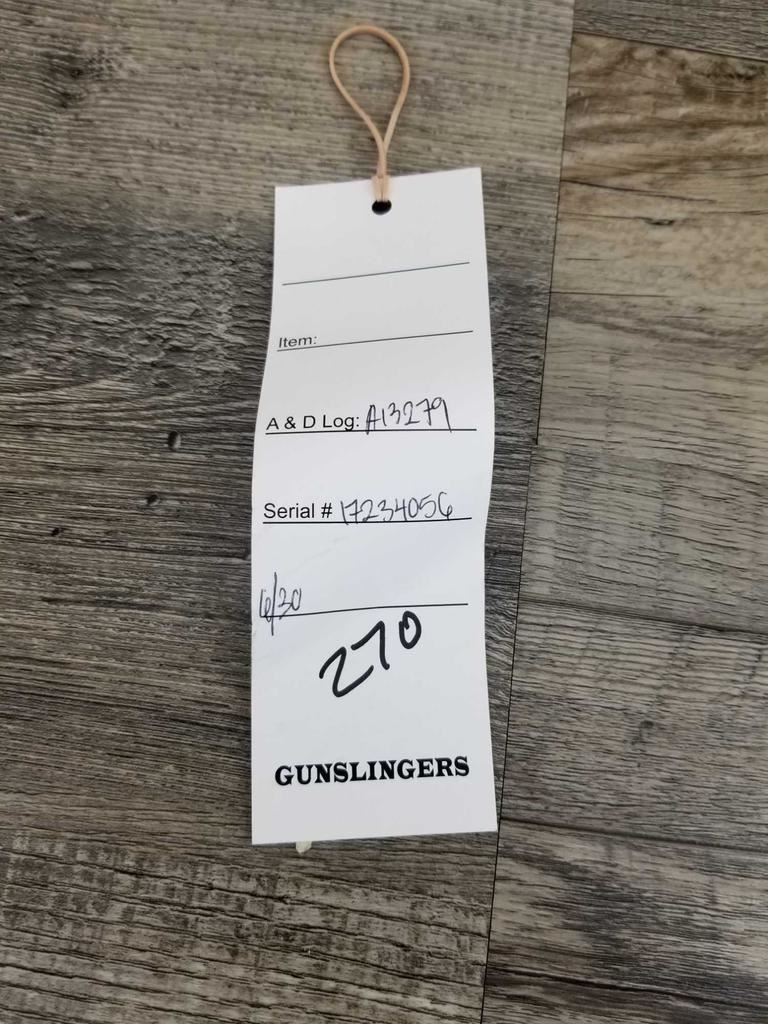 Item:
A & D Log: A13279
Serial # 17234056
6/30
270
GUNSLINGERS